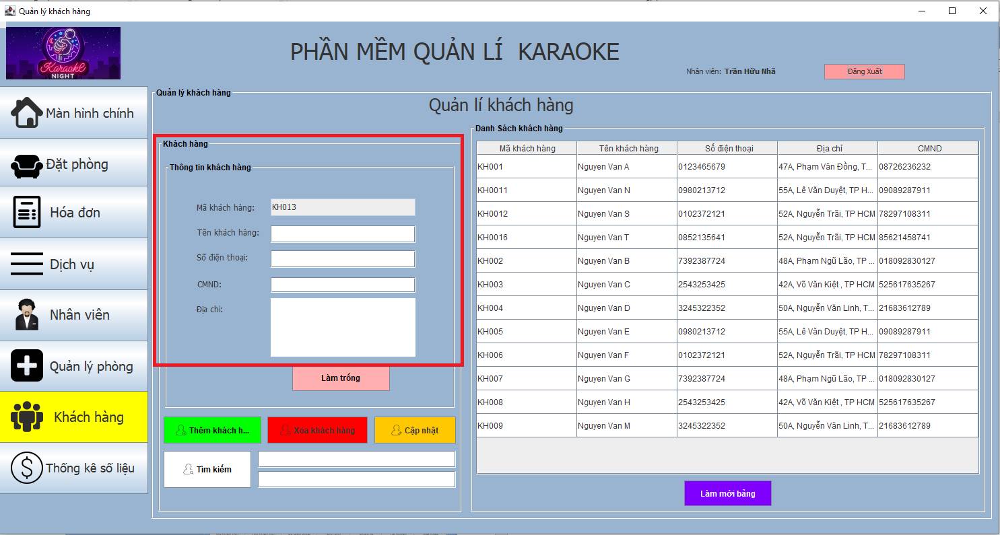 Quản lý khách hàng
Karaoke
NIGHT
PHẦN MỀM QUẢN LÍ KARAOKE
Nhân viên: Trần Hữu Nhã
Đăng Xuất
Màn hình chính
Đặt phòng
Hóa đơn
Dịch vụ
Nhân viên
Quản lý phòng
Khách hàng
Thống kê số liệu
Quản lý khách hàng
Quản lí khách hàng
Khách hàng
Thông tin khách hàng
Mã khách hàng: KH013
Tên khách hàng:
Số điện thoại:
CMND:
Địa chi:
Làm trống
Thêm khách h...
Xóa khách hàng
Cập nhật
Tìm kiếm
Danh Sách khách hàng
Mã khách hàng Tên khách hàng Số điện thoại Địa chỉ CMND
KH001 Nguyen Van A 0123465679 47A, Phạm Văn Đồng, T... 08726236232
KH0011 Nguyen Van N 0980213712 55A, Lê Văn Duyệt, TP H... 09089287911
KH0012 Nguyen Van S 0102372121 52A, Nguyễn Trãi, TP HCM 78297108311
KH0016 Nguyen Van T 0852135641 52A, Nguyễn Trãi, TP HCM 85621458741
KH002 Nguyen Van B 7392387724 48A, Phạm Ngũ Lão, TP ... 018092830127
KH003 Nguyen Van C 2543253425 42A, Võ Văn Kiệt , TP HCM 525617635267
KH004 Nguyen Van D 3245322352 50A, Nguyễn Văn Linh, T... 21683612789
KH005 Nguyen Van E 0980213712 55A, Lê Văn Duyệt, TP H... 09089287911
KH006 Nguyen Van F 0102372121 52A, Nguyễn Trãi, TP HCM 78297108311
KH007 Nguyen Van G 7392387724 48A, Phạm Ngũ Lão, TP ... 018092830127
KH008 Nguyen Van H 2543253425 42A, Võ Văn Kiệt , TP HCM 525617635267
KH009 Nguyen Van M 3245322352 50A, Nguyễn Văn Linh, T... 21683612789
Làm mới bảng